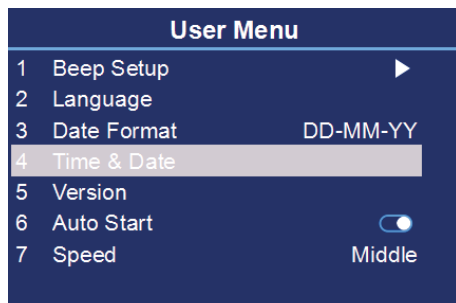 User Menu
1 Beep Setup
2 Language
3 Date Format DD-MM-YY
4 Time & Date
5 Version
6 Auto Start
7 Speed Middle